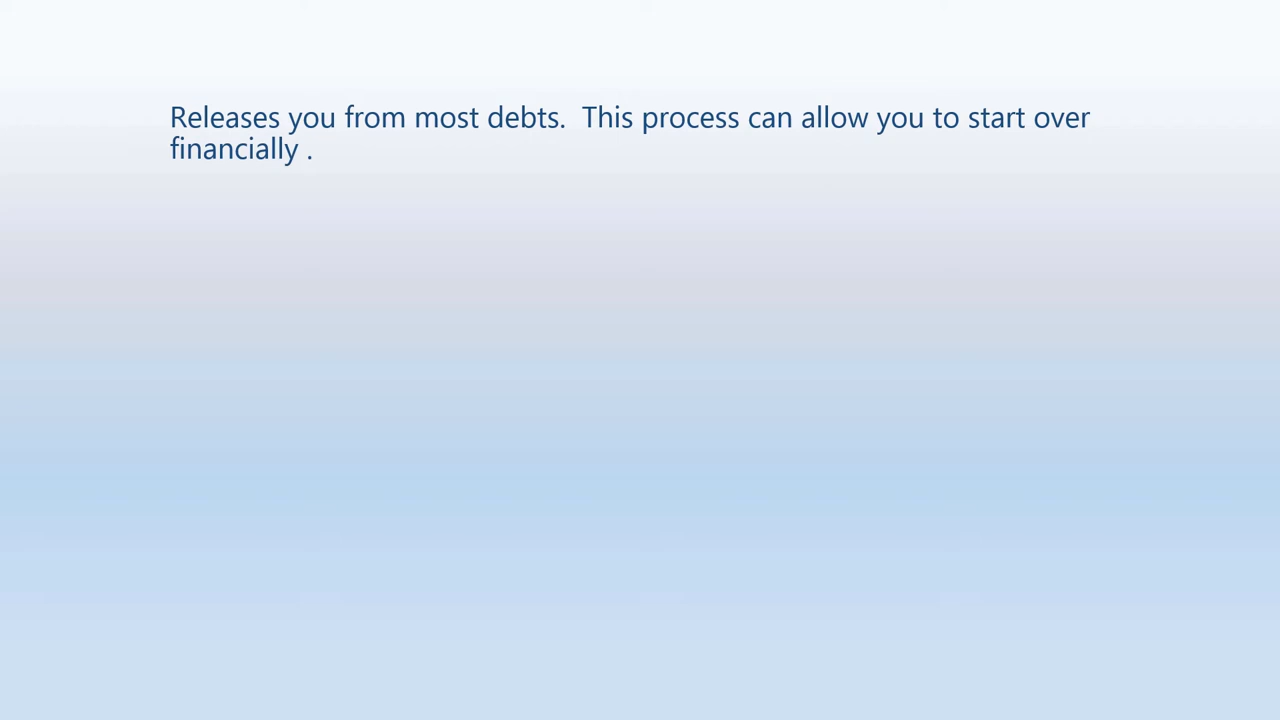 Releases you from most debts.  This process can allow you to start over
financially .